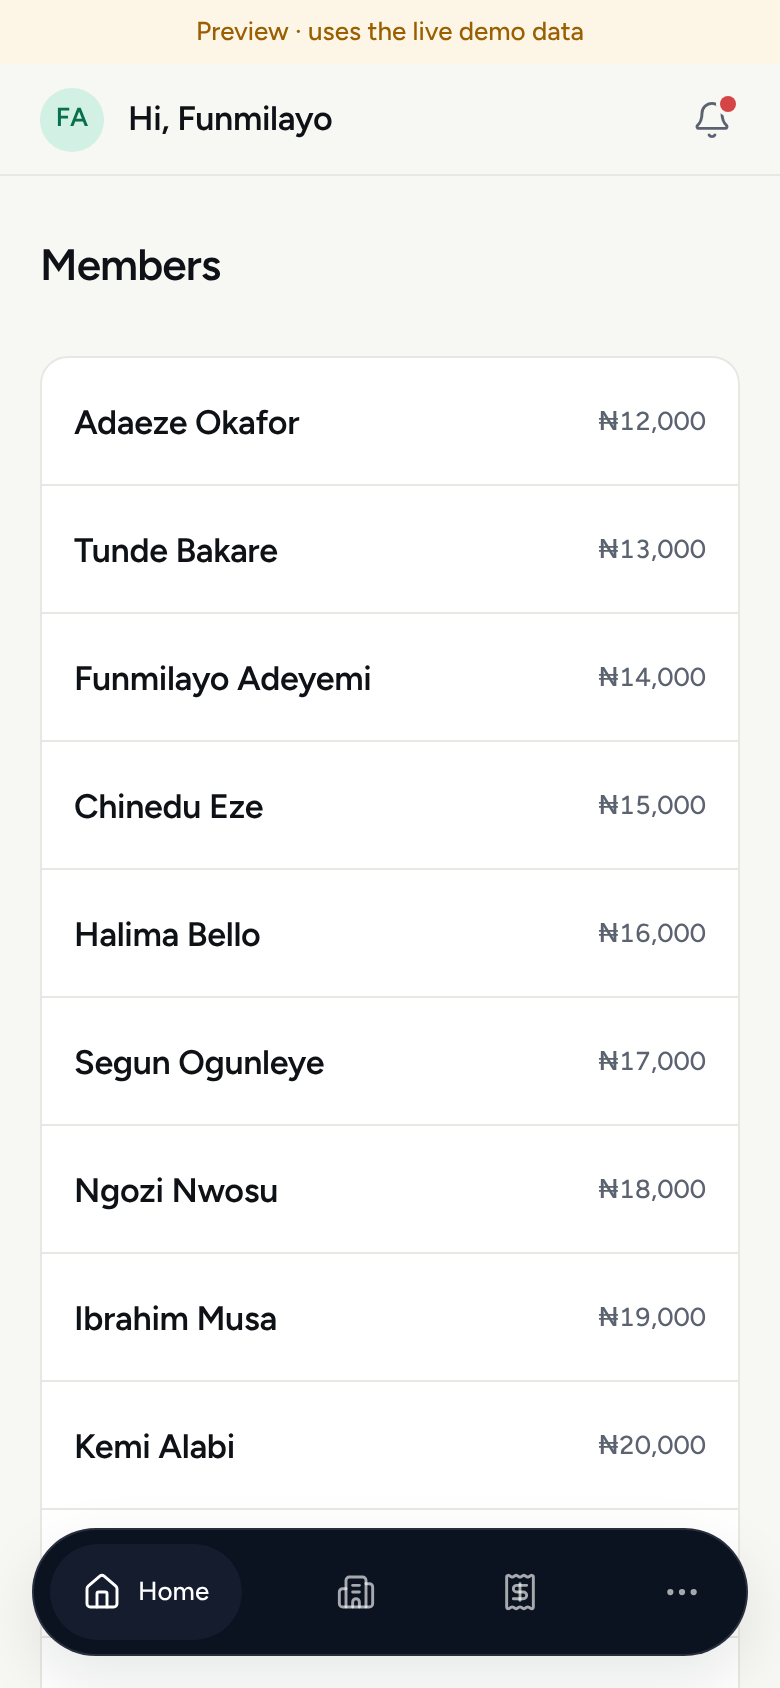 Preview · uses the live demo data
FA
Hi, Funmilayo
Members
Adaeze Okafor ₦12,000
Tunde Bakare ₦13,000
Funmilayo Adeyemi ₦14,000
Chinedu Eze ₦15,000
Halima Bello ₦16,000
Segun Ogunleye ₦17,000
Ngozi Nwosu ₦18,000
Ibrahim Musa ₦19,000
Kemi Alabi ₦20,000
Home